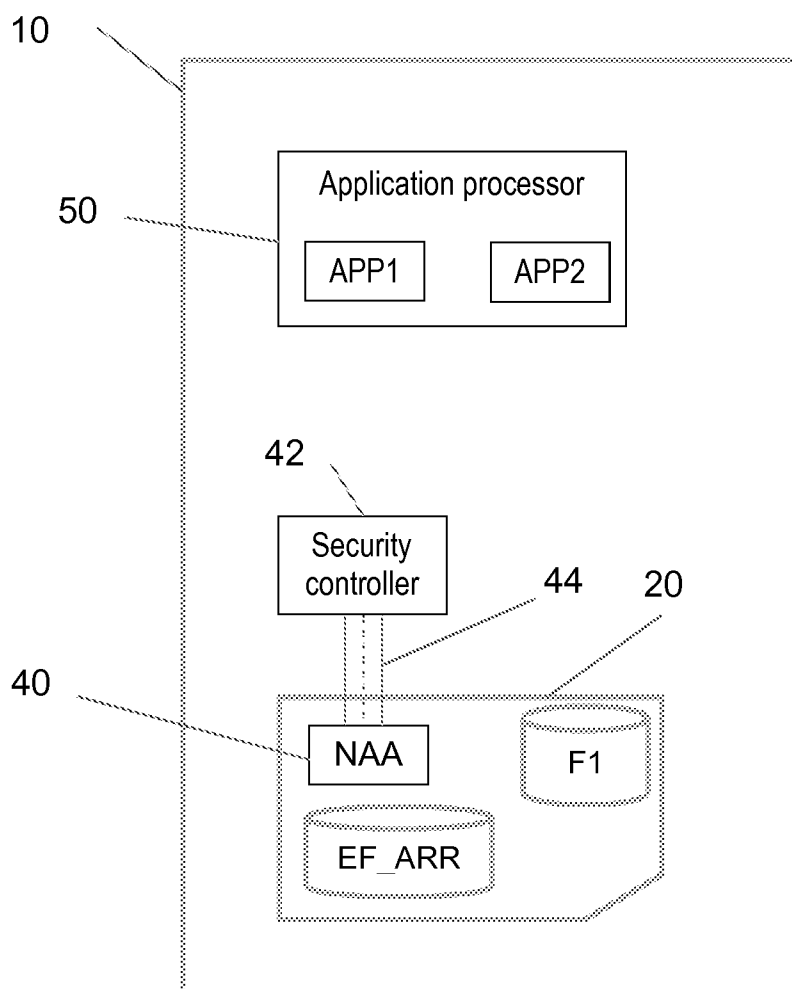 10
Application processor
50
APP1
APP2
42
Security
controller
44
20
40
NAA
F1
EF_ARR